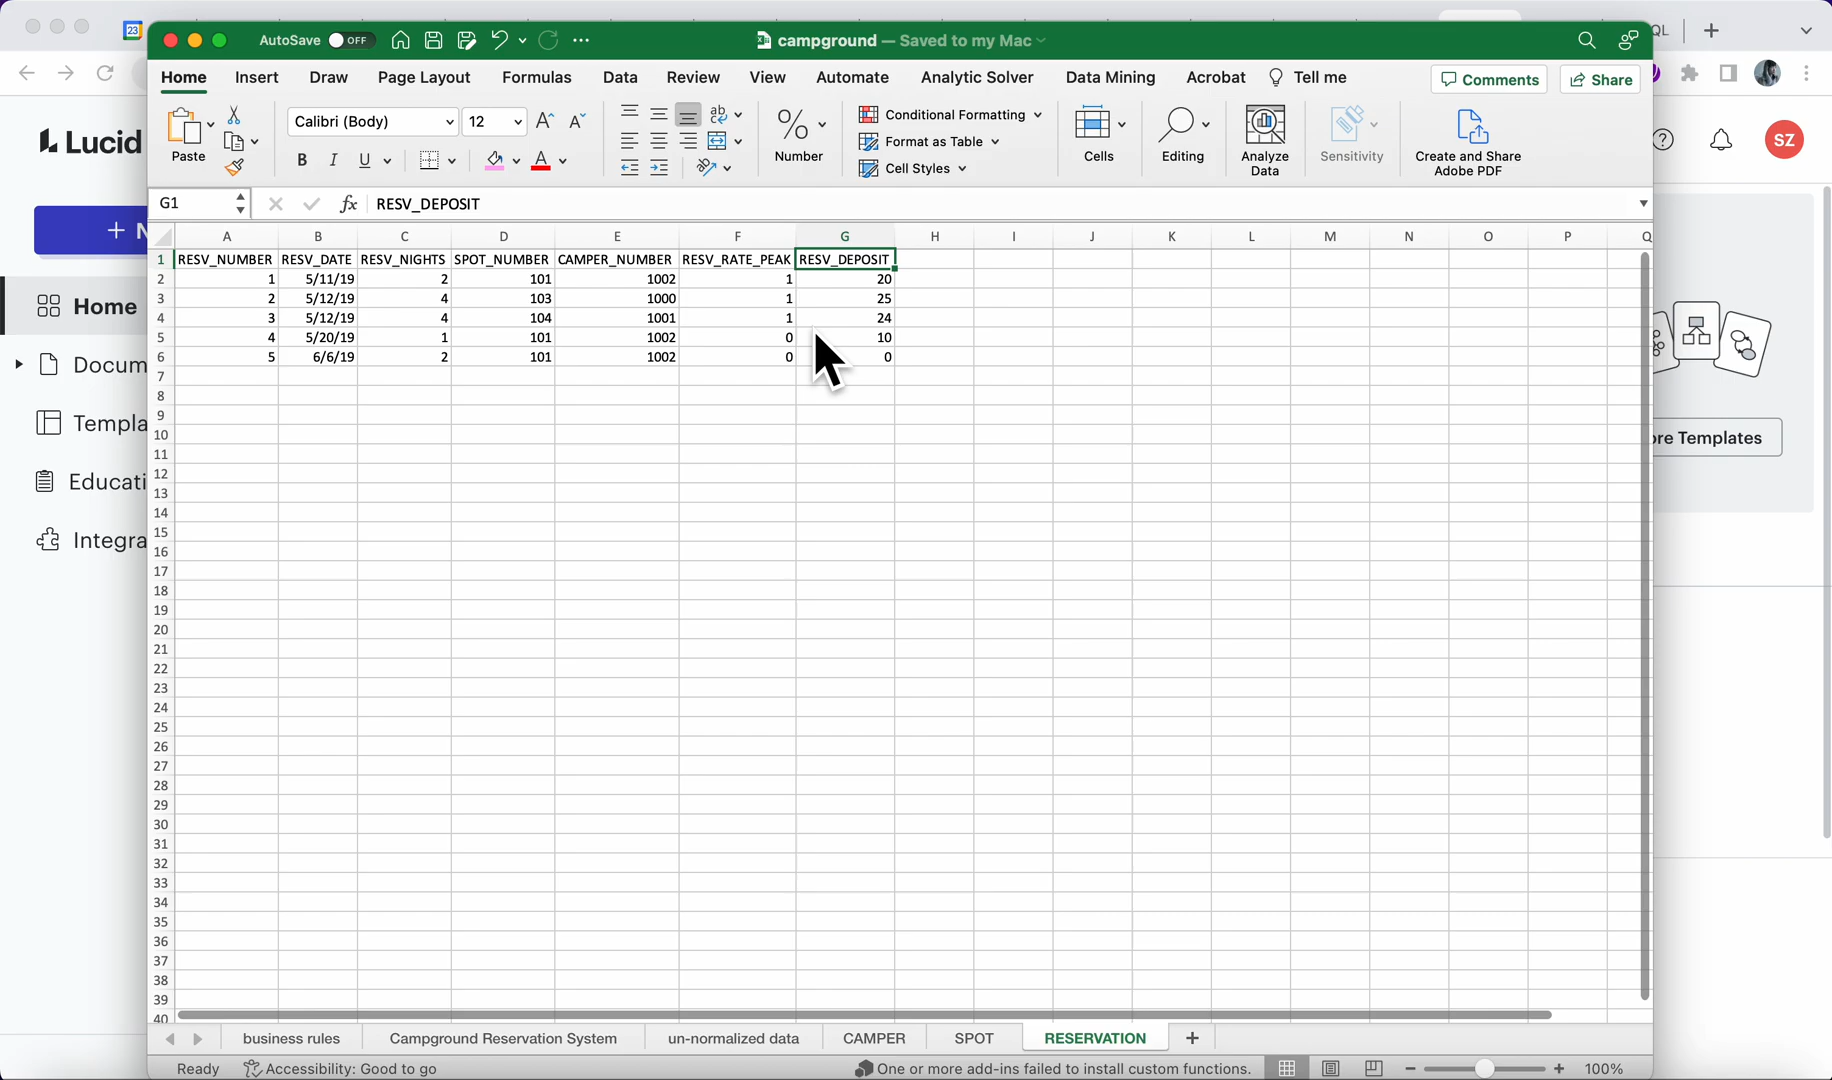 23
AutoSave OFF
campground — Saved to my Mac
QL
Home Insert Draw Page Layout Formulas Data Review View Automate Analytic Solver Data Mining Acrobat Tell me
Comments Share
Lucid
Paste
Calibri (Body) 12
B I U
A
ab
%
Number
Conditional Formatting
Format as Table
Cell Styles
Cells
Editing
Analyze
Data
Sensitivity
Create and Share
Adobe PDF
SZ
G1 fx RESV_DEPOSIT
+ N
A B C D E F G H I J K L M N O P Q
1 RESV_NUMBER RESV_DATE RESV_NIGHTS SPOT_NUMBER CAMPER_NUMBER RESV_RATE_PEAK RESV_DEPOSIT
2 1 5/11/19 2 101 1002 1 20
3 2 5/12/19 4 103 1000 1 25
4 3 5/12/19 4 104 1001 1 24
5 4 5/20/19 1 101 1002 0 10
6 5 6/6/19 2 101 1002 0 0
7
8
9
10
11
12
13
14
15
16
17
18
19
20
21
22
23
24
25
26
27
28
29
30
31
32
33
34
35
36
37
38
39
40
Home
Docum
Templa
Educati
Integra
ore Templates
business rules Campground Reservation System un-normalized data CAMPER SPOT RESERVATION +
Ready Accessibility: Good to go One or more add-ins failed to install custom functions. 100%